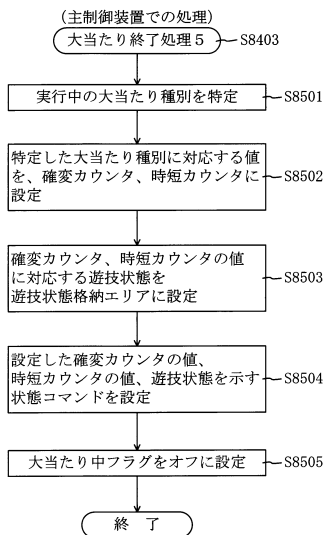 (主制御装置での処理)
大当たり終了処理5
S8403
実行中の大当たり種別を特定
S8501
特定した大当たり種別に対応する値
を、確変カウンタ、時短カウンタに
設定
S8502
確変カウンタ、時短カウンタの値
に対応する遊技状態を
遊技状態格納エリアに設定
S8503
設定した確変カウンタの値、
時短カウンタの値、遊技状態を示す
状態コマンドを設定
S8504
大当たり中フラグをオフに設定
S8505
終 了